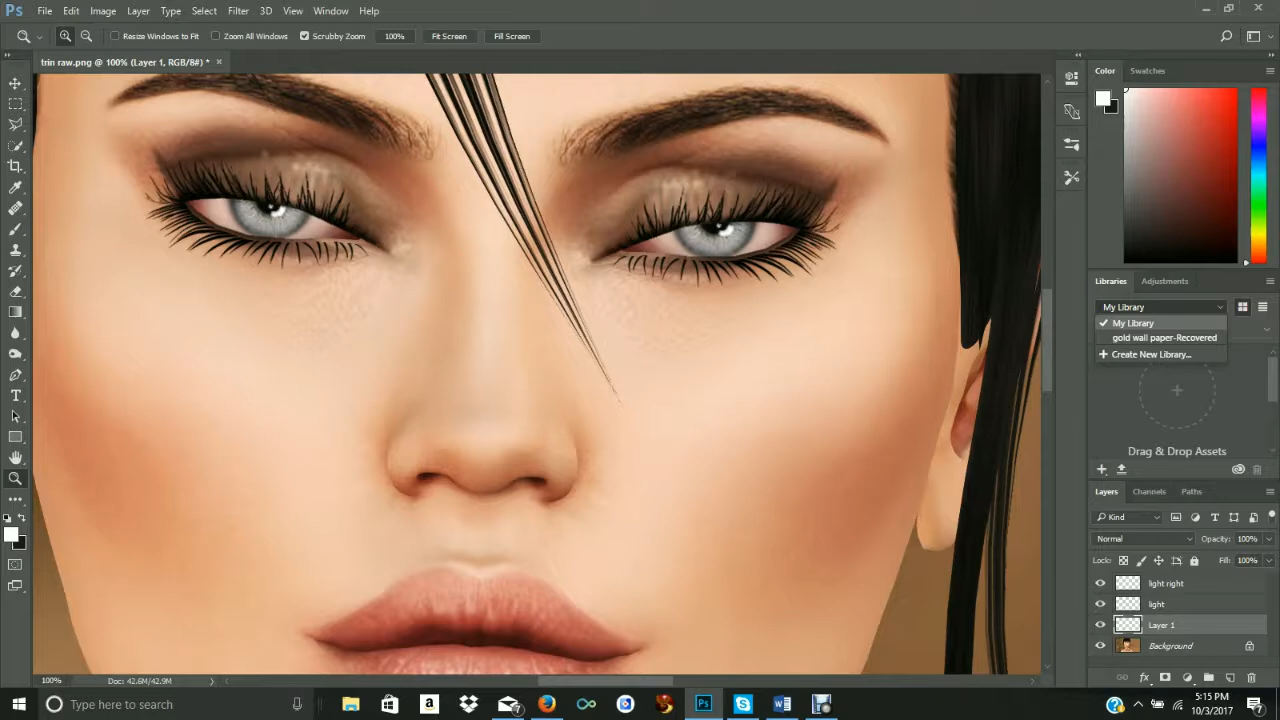 Ps File Edit Image Layer Type Select Filter 3D View Window Help
Resize Windows to Fit Zoom All Windows Scrubby Zoom 100% Fit Screen Fill Screen
trin raw.png @ 100% (Layer 1, RGB/8#) * ×
Color Swatches
Libraries Adjustments
My Library
My Library
gold wall paper-Recovered
Create New Library...
Drag & Drop Assets
Layers Channels Paths
Kind
Normal Opacity: 100%
Lock: Fill: 100%
light right
light
Layer 1
Background
100% Doc: 42.6M/42.9M
Type here to search
Ps
5:15 PM
10/3/2017